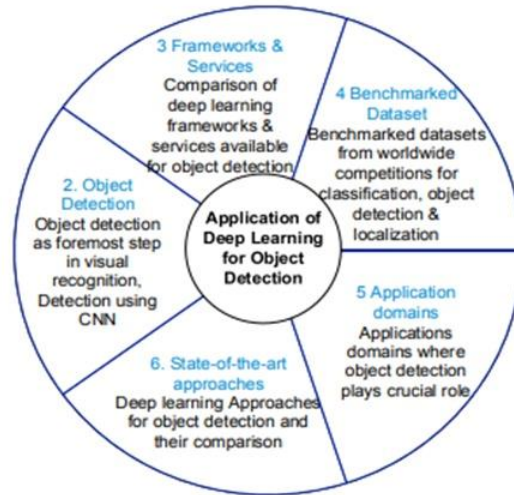 3 Frameworks &
Services
Comparison of
deep learning
frameworks &
services available
for object detection
4 Benchmarked
Dataset
Benchmarked datasets
from worldwide
competitions for
classification, object
detection &
localization
2. Object
Detection
Object detection
as foremost step
in visual
recognition,
Detection using
CNN
Application of
Deep Learning
for Object
Detection
5 Application
domains
Applications
domains where
object detection
plays crucial role
6. State-of-the-art
approaches
Deep learning Approaches
for object detection and
their comparison